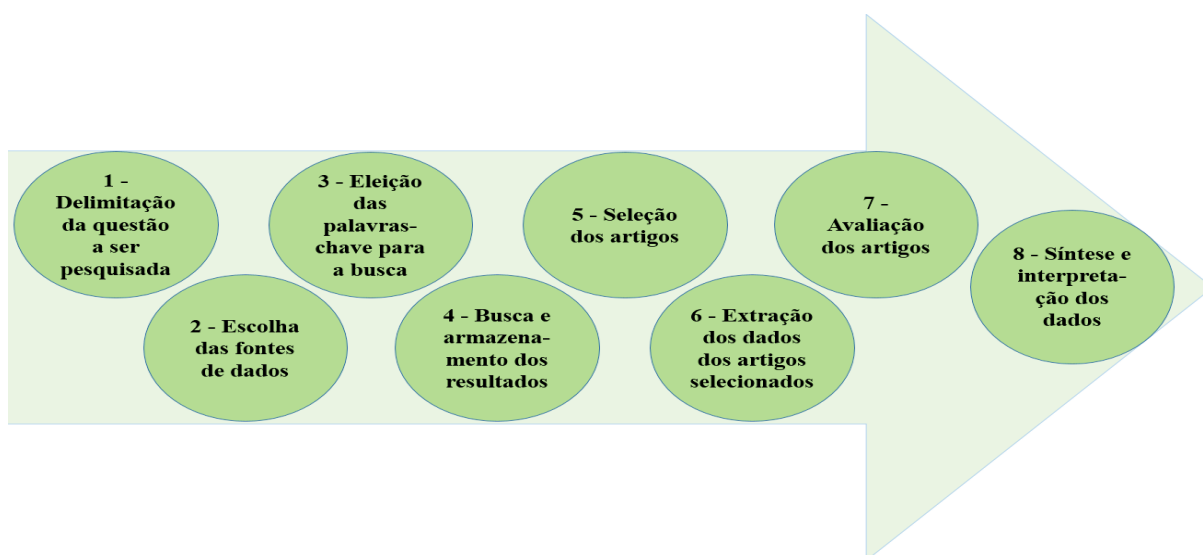 1 -
Delimitação
da questão
a ser
pesquisada
2 - Escolha
das fontes
de dados
3 - Eleição
das
palavras-
chave para
a busca
4 - Busca e
armazena-
mento dos
resultados
5 - Seleção
dos artigos
6 - Extração
dos dados
dos artigos
selecionados
7 -
Avaliação
dos artigos
8 - Síntese e
interpreta-
ção dos
dados